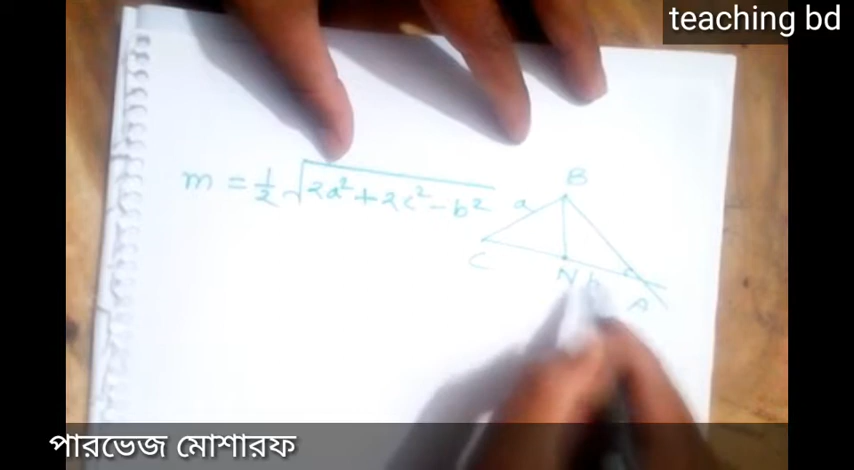 teaching bd
m = 1/2 √2a² + 2c² - b²
a
B
C
N
b
A
পারভেজ মোশারফ